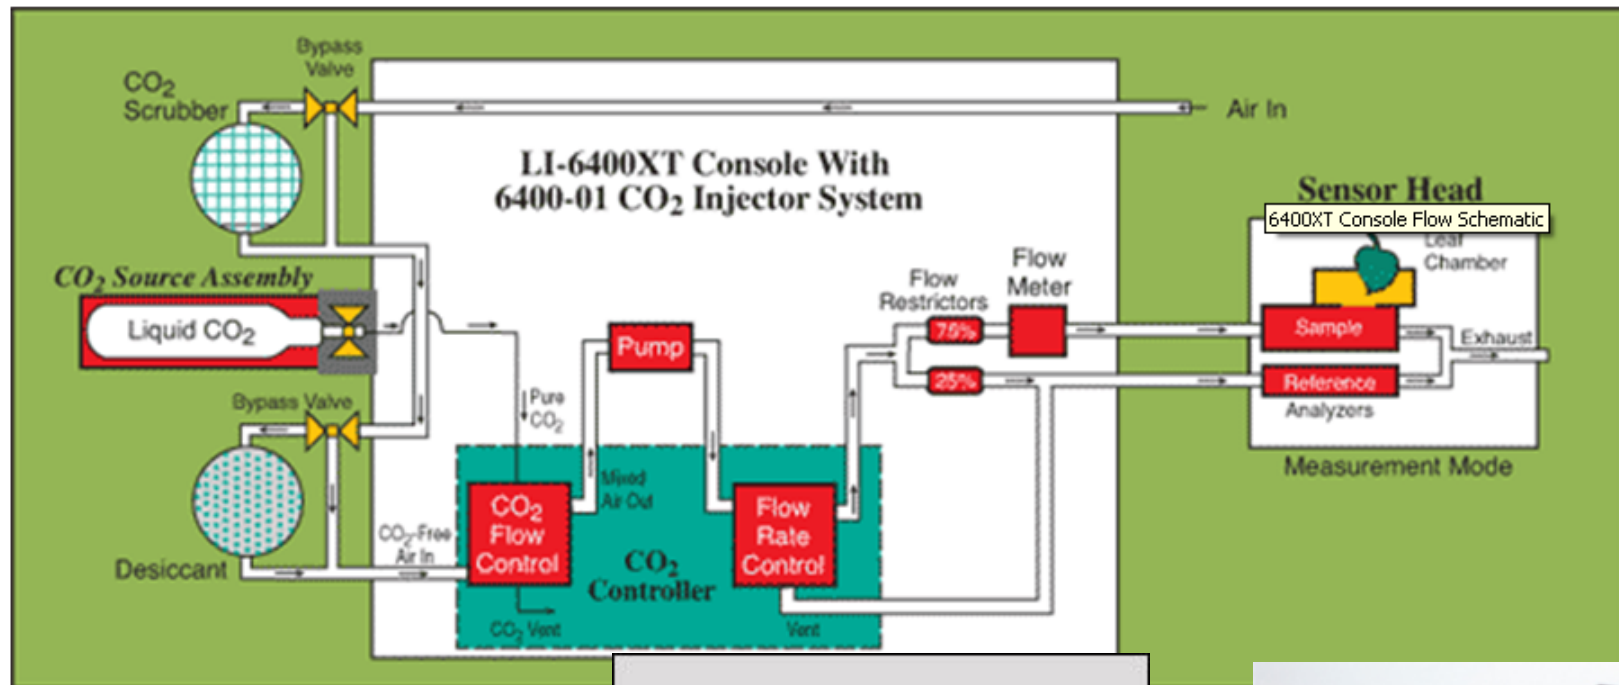 Bypass
Valve
CO2
Scrubber
Air In
LI-6400XT Console With
6400-01 CO2 Injector System
Sensor Head
6400XT Console Flow Schematic
Leaf
Chamber
CO2 Source Assembly
Liquid CO2
Flow
Meter
Flow
Restrictors
75%
Sample
Exhaust
Pump
25%
Reference
Analyzers
Measurement Mode
Bypass Valve
Pure
CO2
Mixed
Air Out
CO2
Flow
Control
Flow
Rate
Control
CO2-Free
Air In
CO2
Controller
Desiccant
CO2 Vent
Vent